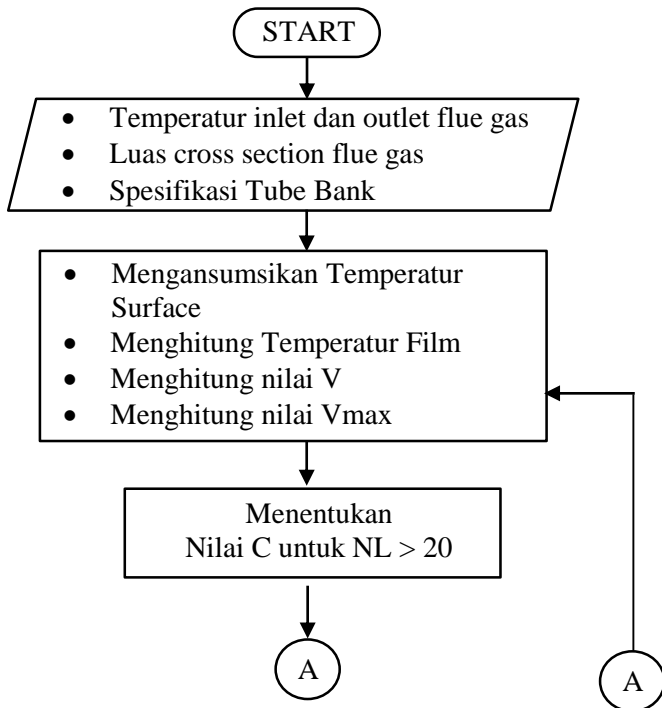 START
• Temperatur inlet dan outlet flue gas
• Luas cross section flue gas
• Spesifikasi Tube Bank
• Mengansumsikan Temperatur
Surface
• Menghitung Temperatur Film
• Menghitung nilai V
• Menghitung nilai Vmax
Menentukan
Nilai C untuk NL > 20
A
A